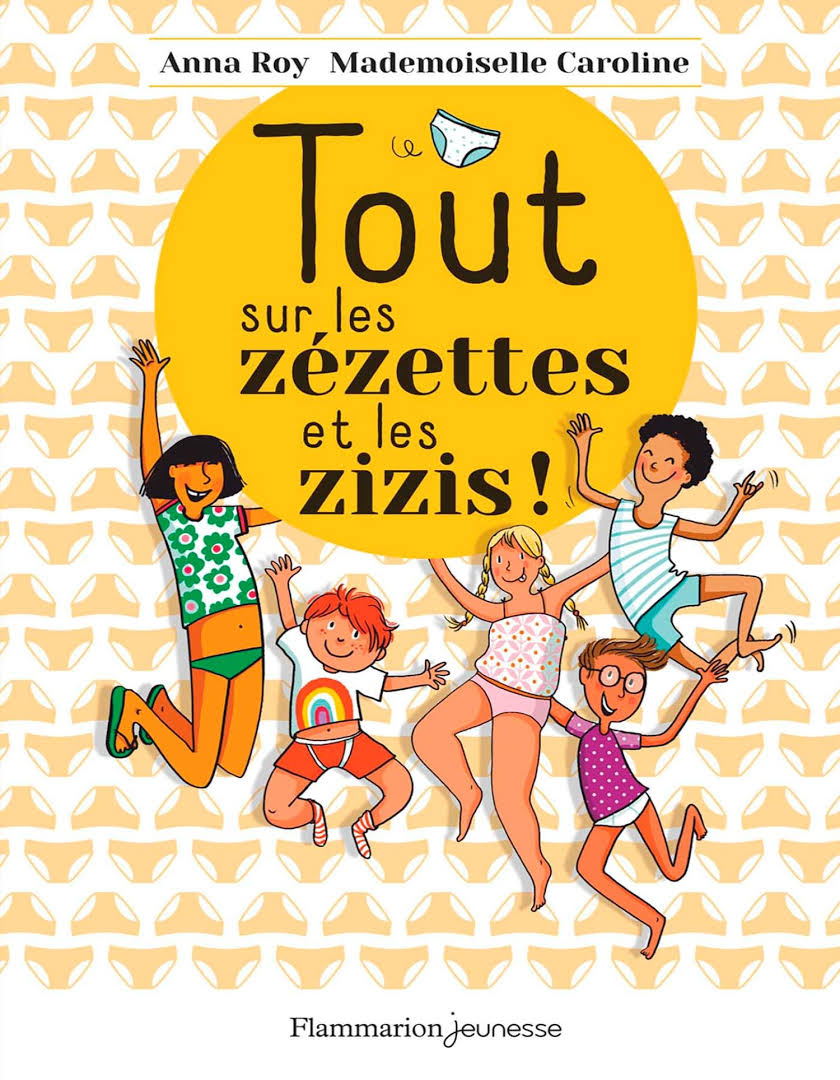 Anna Roy Mademoiselle Caroline
Tout
sur les
zézettes
et les
zizis !
Flammarion jeunesse